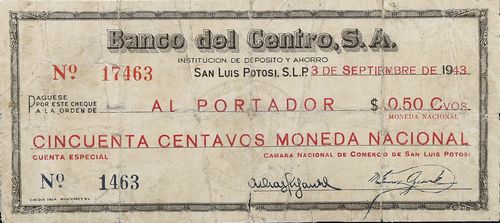 Banco del Centro, S.A.
INSTITUCION DE DEPOSITO Y AHORRO
Nº 17463 SAN LUIS POTOSI, S.L.P. 3 DE SEPTIEMBRE DE 1943
PAGUESE
POR ESTE CHEQUE
A LA ORDEN DE AL PORTADOR $ 0.50 CVOS.
MONEDA NACIONAL
CINCUENTA CENTAVOS MONEDA NACIONAL
CUENTA ESPECIAL CAMARA NACIONAL DE COMERCIO DE SAN LUIS POTOSI
Nº 1463